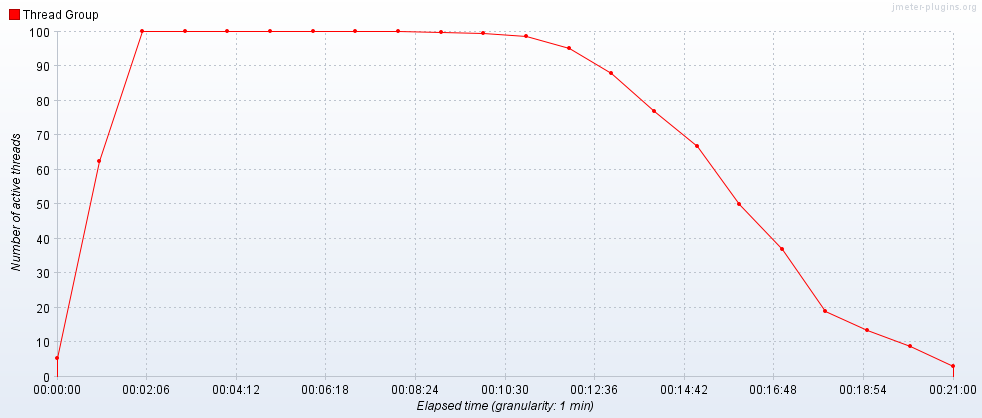 jmeter-plugins.org
Thread Group
100
90
80
70
60
50
40
30
20
10
0
Number of active threads
00:00:00 00:02:06 00:04:12 00:06:18 00:08:24 00:10:30 00:12:36 00:14:42 00:16:48 00:18:54 00:21:00
Elapsed time (granularity: 1 min)